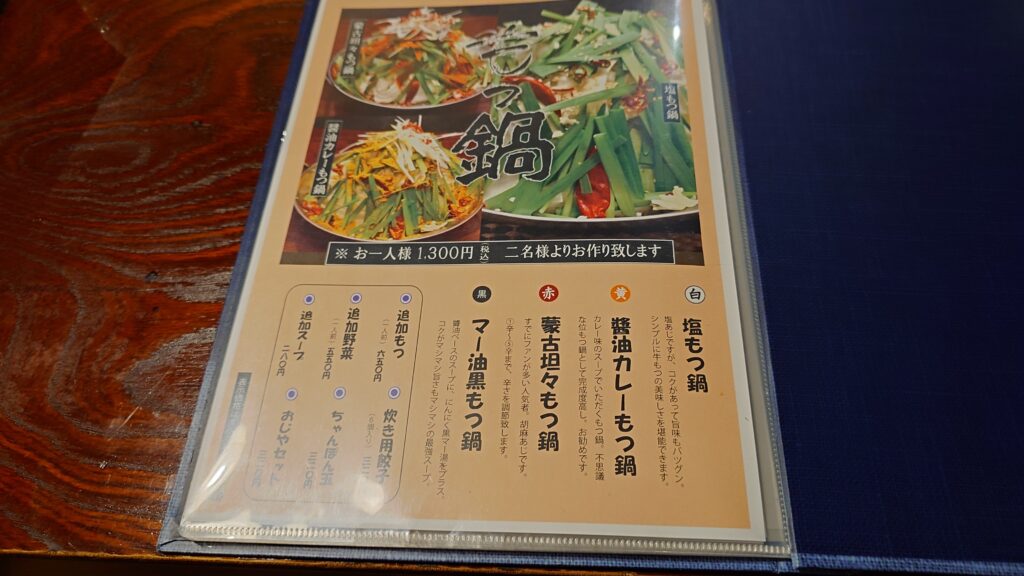 もつ鍋
塩もつ鍋
蒙古坦々もつ鍋
醤油カレーもつ鍋
※ お一人様 1,300円(税込) 二名様よりお作り致します
白
塩もつ鍋
塩あじですが、コクがあって旨味もバツグン。
シンプルに牛もつの美味しさを堪能できます。
黄
醬油カレーもつ鍋
カレー味のスープでいただくもつ鍋、不思議
な位もつ鍋として完成度高し。お勧めです。
赤
蒙古坦々もつ鍋
すでにファンが多い人気者。胡麻あじです。
①辛〜③辛まで、辛さを調節致します。
黒
マー油黒もつ鍋
醬油ベースのスープに、にんにく黒マー湯をプラス。
コクがマシマシ旨さもマシマシの最強スープ。
追加もつ
(一人前) 六五〇円
追加野菜
(一人前) 五五〇円
追加スープ
二八〇円
炊き用餃子
ちゃんぽん玉
おじやセット